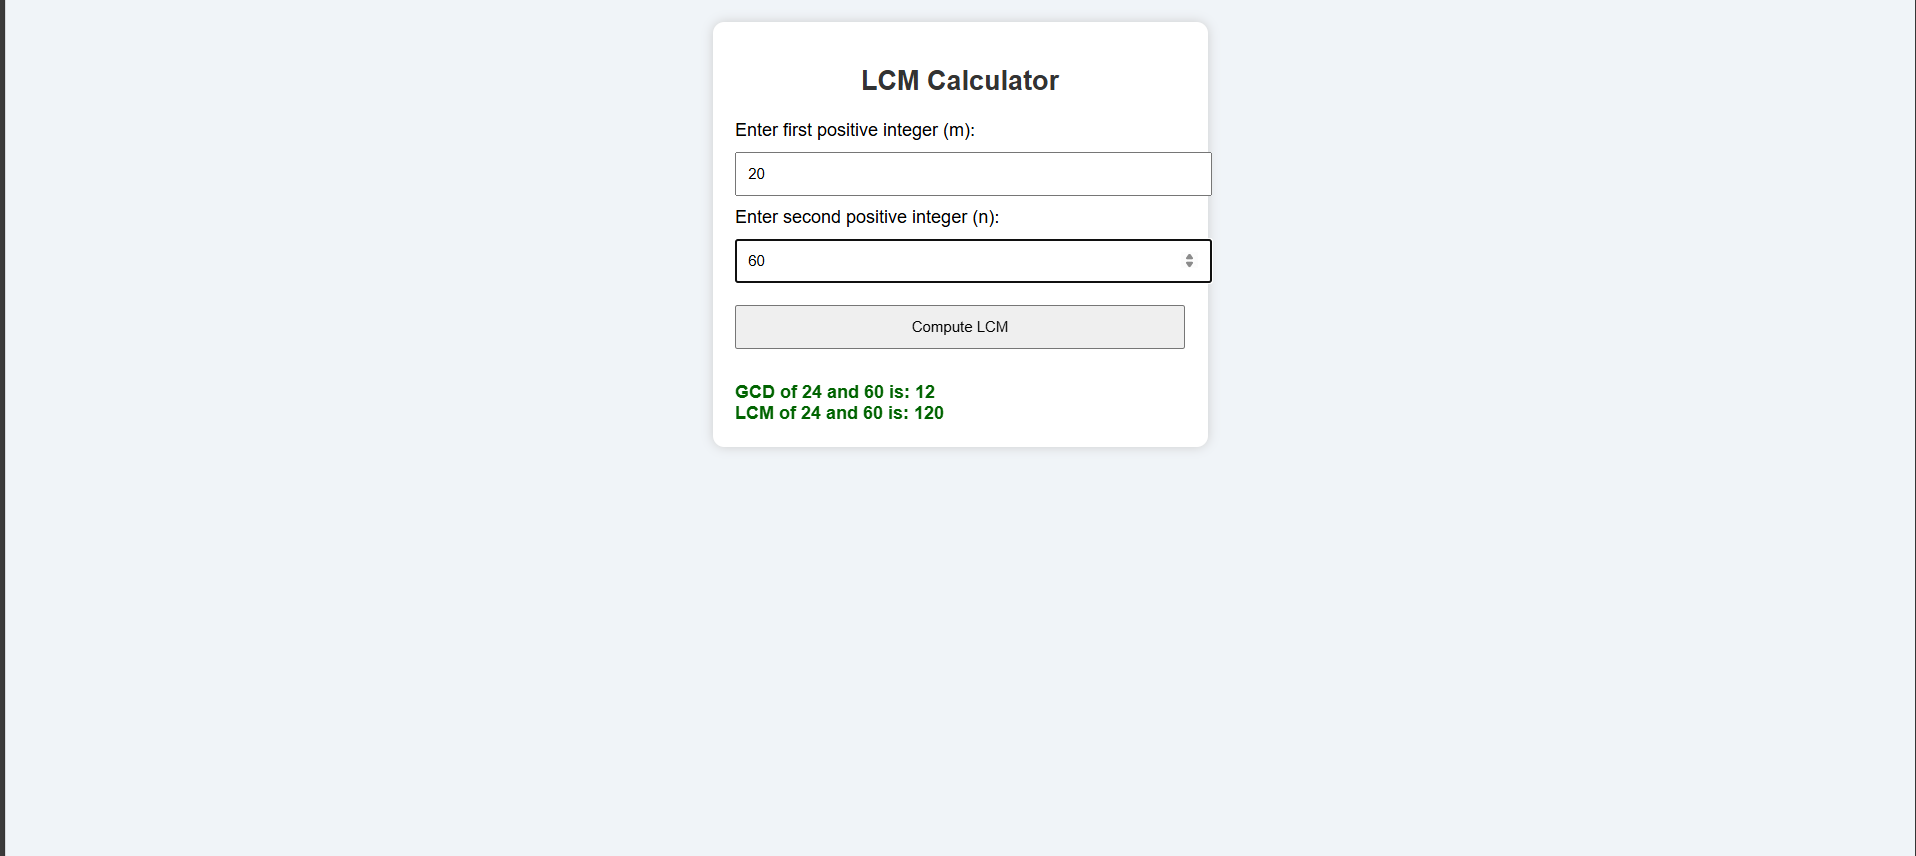 LCM Calculator
Enter first positive integer (m):
20
Enter second positive integer (n):
60
Compute LCM
GCD of 24 and 60 is: 12
LCM of 24 and 60 is: 120